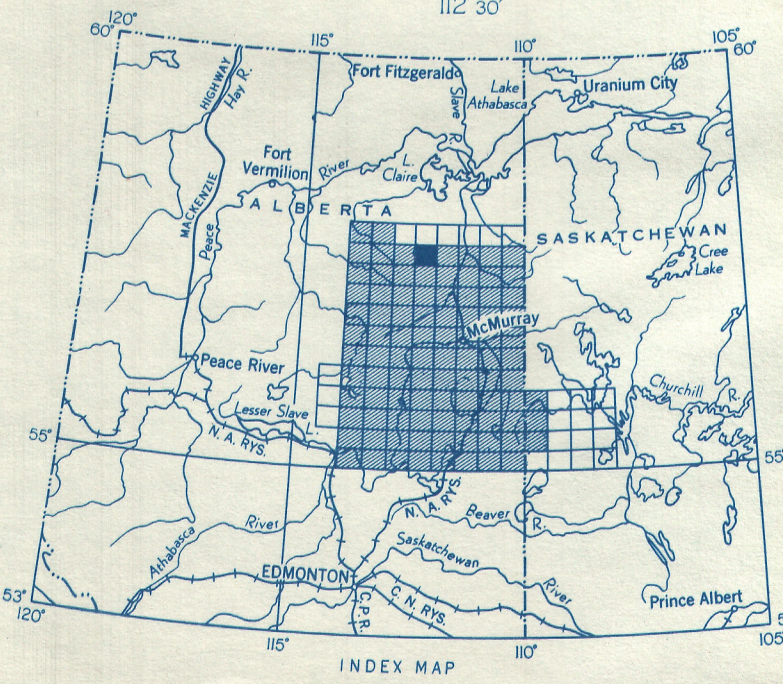 112° 30'
120°
60°
115°
110°
105°
60°
HIGHWAY
Hay R.
Fort Fitzgerald
Slave R.
Lake
Athabasca
Uranium City
Fort
Vermilion
River
L.
Claire
MACKENZIE
Peace
ALBERTA
SASKATCHEWAN
Cree
Lake
McMurray
Peace River
Lesser Slave
L.
N. A. RYS.
Churchill
R.
55°
55
N. A. RYS.
Beaver
R.
River
Athabasca
Saskatchewan
River
EDMONTON
C. N. RYS.
C. P. R.
Prince Albert
53°
120°
115°
110°
105
INDEX MAP